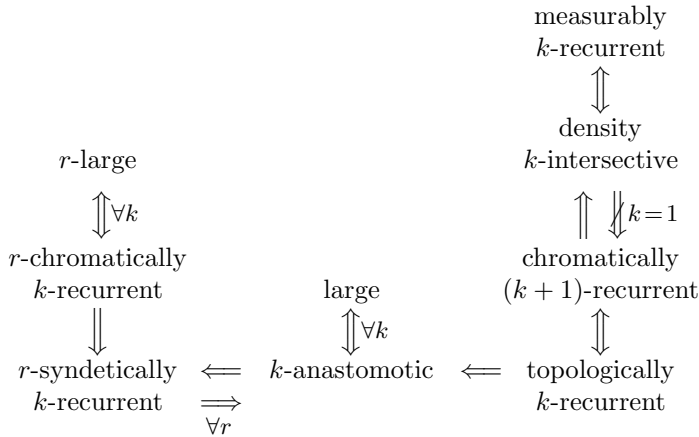 measurably
k-recurrent
⇕
density
r-large k-intersective
⇕ ∀k ⇑ ⇓̸ k = 1
r-chromatically chromatically
k-recurrent large (k + 1)-recurrent
⇓ ⇕ ∀k ⇕
r-syndetically ⇐ k-anastomotic ⇐ topologically
k-recurrent ⇒ k-recurrent
∀r